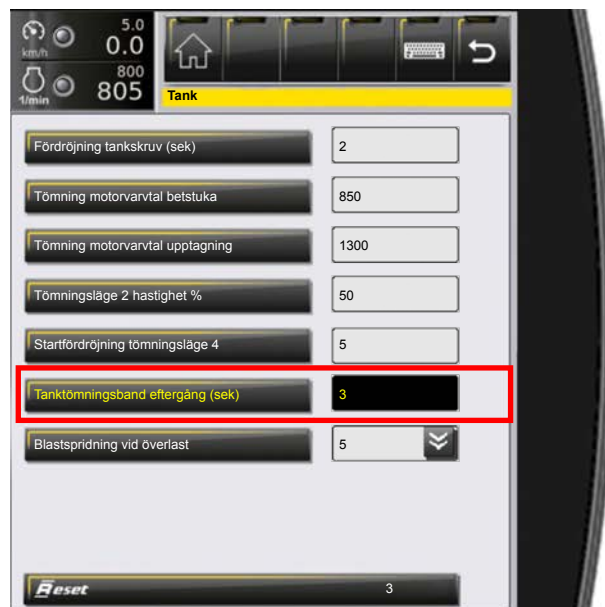 5.0
km/h 0.0
800
1/min 805
Tank
Fördröjning tankskruv (sek) 2
Tömning motorvarvtal betstuka 850
Tömning motorvarvtal upptagning 1300
Tömningsläge 2 hastighet % 50
Startfördröjning tömningsläge 4 5
Tanktömningsband eftergång (sek) 3
Blastspridning vid överlast 5
Reset 3